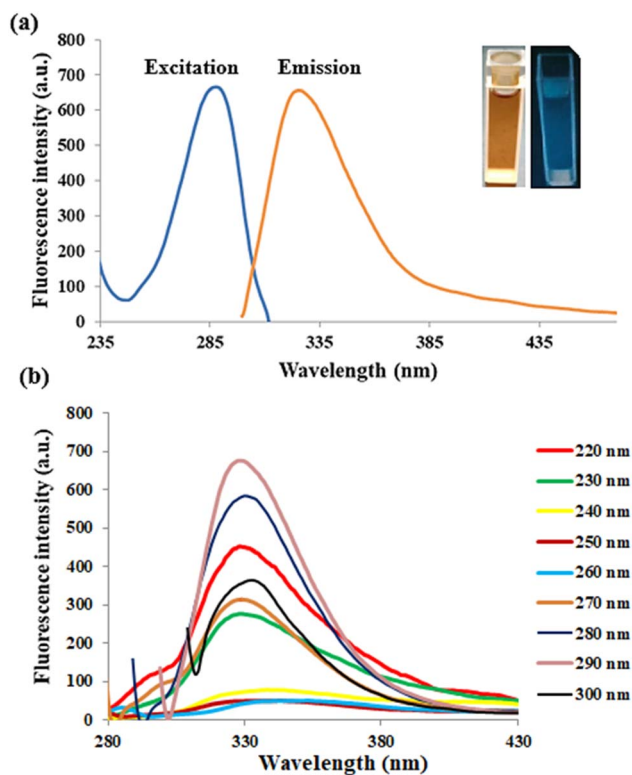 (a)
800
700
600
500
400
300
200
100
0
Fluorescence intensity (a.u.)
Excitation Emission
235 285 335 385 435
Wavelength (nm)
(b)
800
700
600
500
400
300
200
100
0
Fluorescence intensity (a.u.)
280 330 380 430
Wavelength (nm)
220 nm
230 nm
240 nm
250 nm
260 nm
270 nm
280 nm
290 nm
300 nm